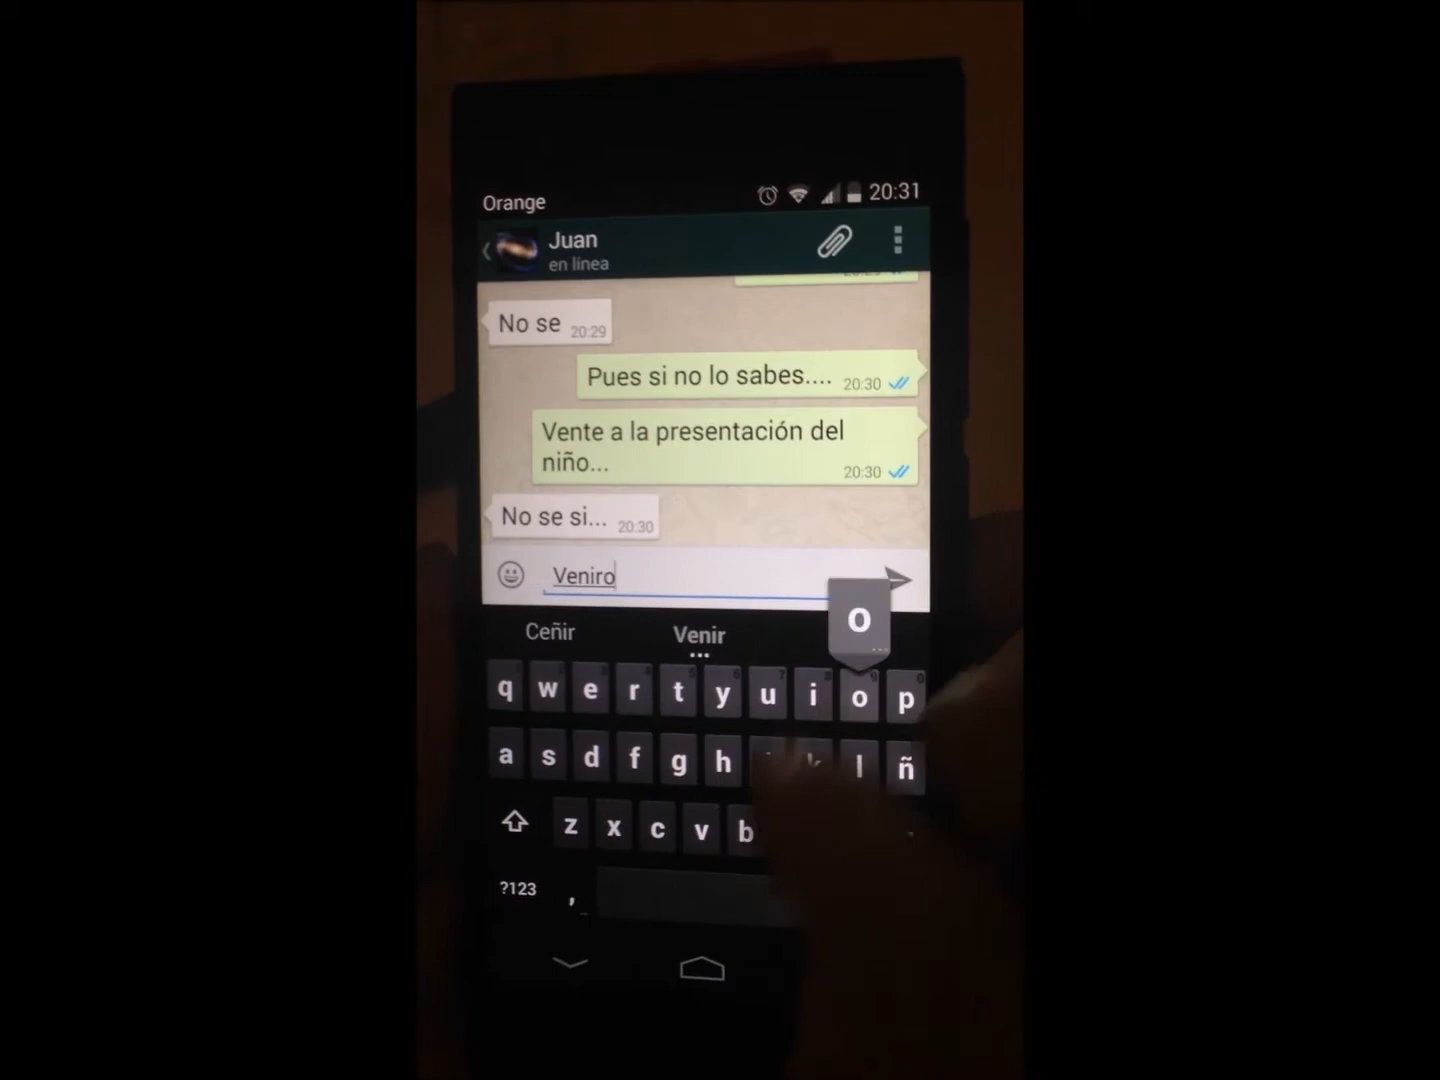 Orange 20:31
Juan
en línea
No se 20:29
Pues si no lo sabes.... 20:30
Vente a la presentación del
niño... 20:30
No se si... 20:30
Veniro
o
Ceñir Venir
q w e r t y u i o p
a s d f g h l ñ
z x c v b
?123 ,